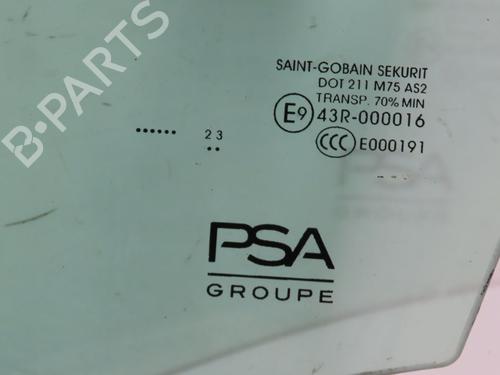 SAINT-GOBAIN SEKURIT
DOT 211 M75 AS2
TRANSP. 70% MIN
E9 43R-000016
CCC E000191
...... 23
..
PSA
GROUPE
B-PARTS